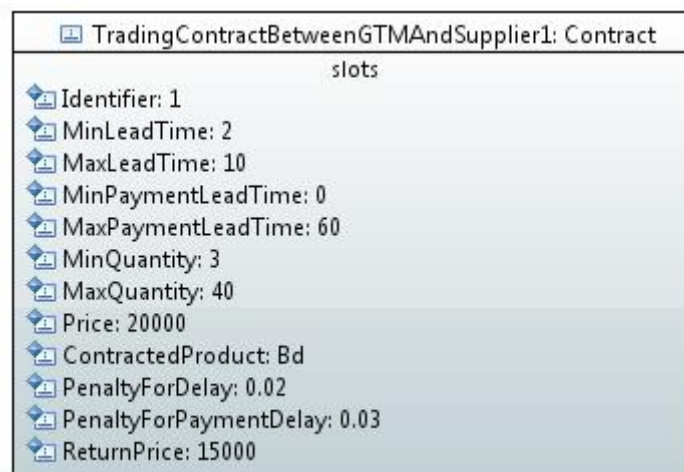 TradingContractBetweenGTMAndSupplier1: Contract
slots
Identifier: 1
MinLeadTime: 2
MaxLeadTime: 10
MinPaymentLeadTime: 0
MaxPaymentLeadTime: 60
MinQuantity: 3
MaxQuantity: 40
Price: 20000
ContractedProduct: Bd
PenaltyForDelay: 0.02
PenaltyForPaymentDelay: 0.03
ReturnPrice: 15000